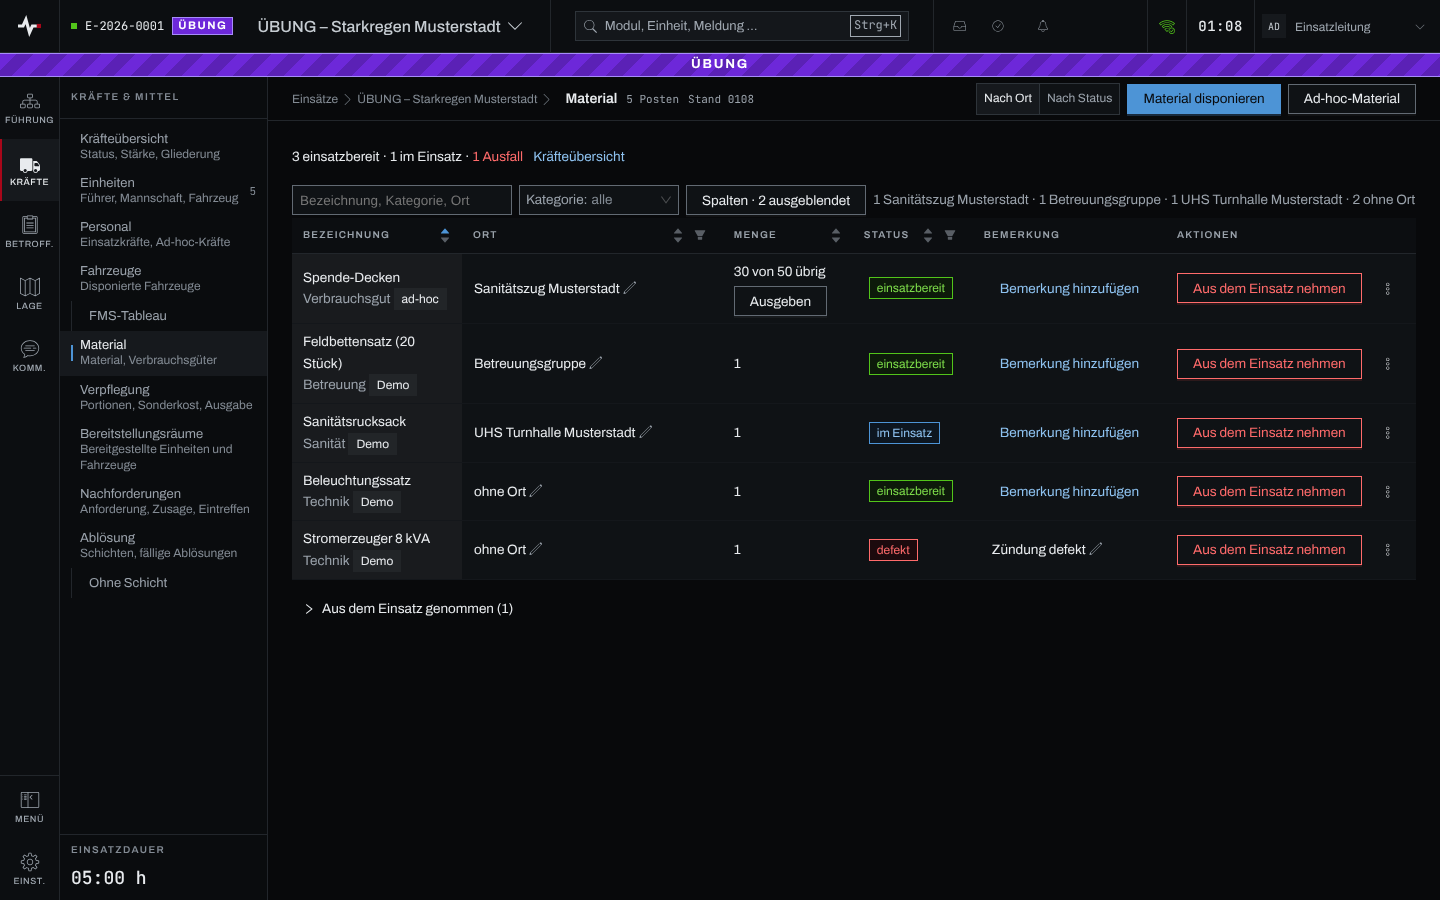 E-2026-0001 ÜBUNG ÜBUNG – Starkregen Musterstadt Modul, Einheit, Meldung ... Strg+K 01:08 AD Einsatzleitung
ÜBUNG
FÜHRUNG
KRÄFTE
BETROFF.
LAGE
KOMM.
MENÜ
EINST.
KRÄFTE & MITTEL
Kräfteübersicht
Status, Stärke, Gliederung
Einheiten
Führer, Mannschaft, Fahrzeug 5
Personal
Einsatzkräfte, Ad-hoc-Kräfte
Fahrzeuge
Disponierte Fahrzeuge
FMS-Tableau
Material
Material, Verbrauchsgüter
Verpflegung
Portionen, Sonderkost, Ausgabe
Bereitstellungsräume
Bereitgestellte Einheiten und
Fahrzeuge
Nachforderungen
Anforderung, Zusage, Eintreffen
Ablösung
Schichten, fällige Ablösungen
Ohne Schicht
EINSATZDAUER
05:00 h
Einsätze ÜBUNG – Starkregen Musterstadt Material 5 Posten Stand 0108 Nach Ort Nach Status Material disponieren Ad-hoc-Material
3 einsatzbereit · 1 im Einsatz · 1 Ausfall Kräfteübersicht
Bezeichnung, Kategorie, Ort Kategorie: alle Spalten · 2 ausgeblendet 1 Sanitätszug Musterstadt · 1 Betreuungsgruppe · 1 UHS Turnhalle Musterstadt · 2 ohne Ort
BEZEICHNUNG ORT MENGE STATUS BEMERKUNG AKTIONEN
Spende-Decken
Verbrauchsgut ad-hoc
Sanitätszug Musterstadt
30 von 50 übrig
Ausgeben
einsatzbereit Bemerkung hinzufügen Aus dem Einsatz nehmen
Feldbettensatz (20
Stück)
Betreuung Demo
Betreuungsgruppe 1 einsatzbereit Bemerkung hinzufügen Aus dem Einsatz nehmen
Sanitätsrucksack
Sanität Demo
UHS Turnhalle Musterstadt 1 im Einsatz Bemerkung hinzufügen Aus dem Einsatz nehmen
Beleuchtungssatz
Technik Demo
ohne Ort 1 einsatzbereit Bemerkung hinzufügen Aus dem Einsatz nehmen
Stromerzeuger 8 kVA
Technik Demo
ohne Ort 1 defekt Zündung defekt Aus dem Einsatz nehmen
Aus dem Einsatz genommen (1)